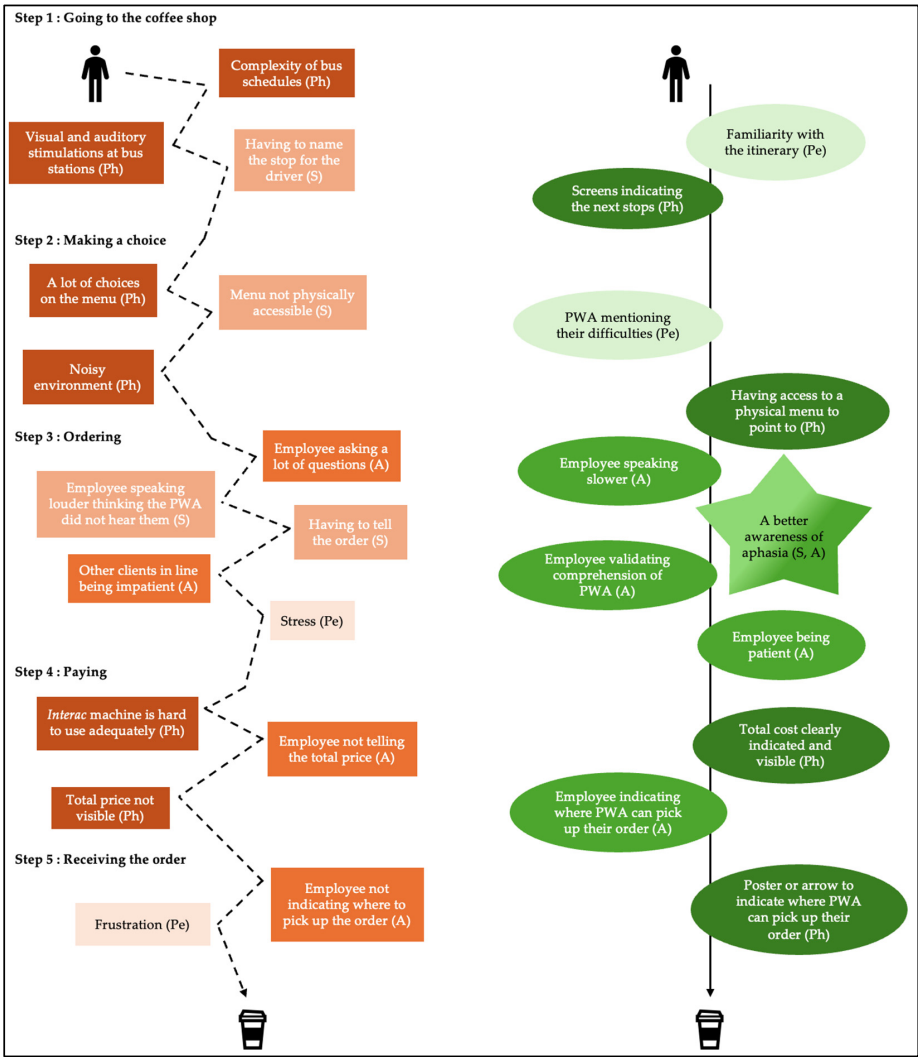 Step 1 : Going to the coffee shop
Complexity of bus
schedules (Ph)
Visual and auditory
stimulations at bus
stations (Ph)
Having to name
the stop for the
driver (S)
Step 2 : Making a choice
A lot of choices
on the menu (Ph)
Menu not physically
accessible (S)
Noisy
environment (Ph)
Step 3 : Ordering
Employee asking a
lot of questions (A)
Employee speaking
louder thinking the PWA
did not hear them (S)
Having to tell
the order (S)
Other clients in line
being impatient (A)
Stress (Pe)
Step 4 : Paying
Interac machine is hard
to use adequately (Ph)
Employee not telling
the total price (A)
Total price not
visible (Ph)
Step 5 : Receiving the order
Employee not
indicating where to
pick up the order (A)
Frustration (Pe)
Familiarity with
the itinerary (Pe)
Screens indicating
the next stops (Ph)
PWA mentioning
their difficulties (Pe)
Having access to a
physical menu to
point to (Ph)
Employee speaking
slower (A)
A better
awareness of
aphasia (S, A)
Employee validating
comprehension of
PWA (A)
Employee being
patient (A)
Total cost clearly
indicated and
visible (Ph)
Employee indicating
where PWA can pick
up their order (A)
Poster or arrow to
indicate where PWA
can pick up their
order (Ph)